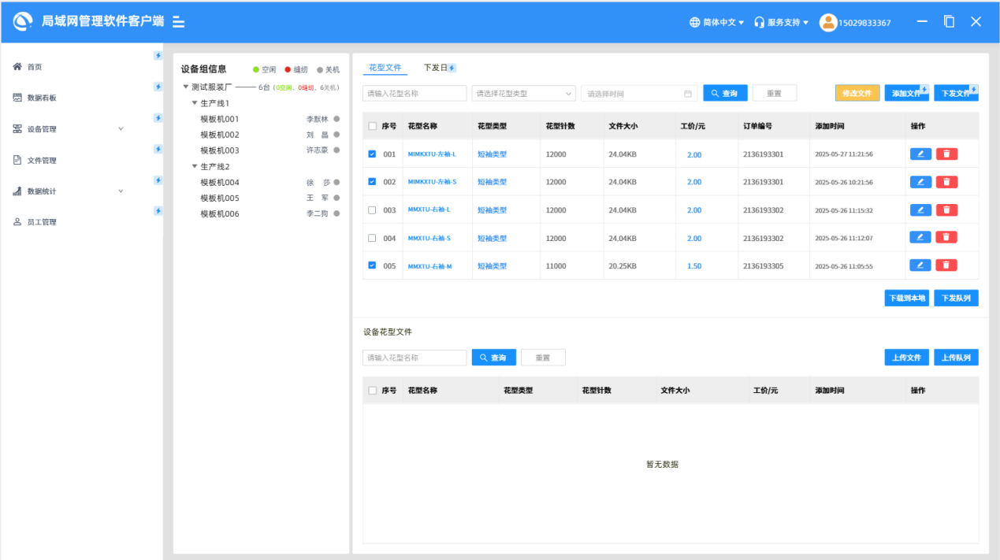 局域网管理软件客户端
简体中文 服务支持 15029833367
首页
数据看板
设备管理
文件管理
数据统计
员工管理
设备组信息 空闲 缝纫 关机
测试服装厂 6台 (0空闲、0缝纫、6关机)
生产线1
模板机001 李默林
模板机002 刘 晶
模板机003 许志豪
生产线2
模板机004 徐 莎
模板机005 王 军
模板机006 李二狗
花型文件 下发日
请输入花型名称 请选择花型类型 请选择时间 查询 重置 修改文件 添加文件 下发文件
序号 花型名称 花型类型 花型针数 文件大小 工价/元 订单编号 添加时间 操作
001 MIMKXTU-左袖-L 短袖类型 12000 24.04KB 2.00 2136193301 2025-05-27 11:21:56
002 MIMKXTU-左袖-S 短袖类型 12000 24.04KB 2.00 2136193301 2025-05-26 10:21:56
003 MMXTU-右袖-L 短袖类型 12000 24.04KB 2.00 2136193302 2025-05-26 11:15:32
004 MMXTU-右袖-S 短袖类型 12000 24.04KB 2.00 2136193302 2025-05-26 11:12:07
005 MMXTU-右袖-M 短袖类型 11000 20.25KB 1.50 2136193305 2025-05-26 11:05:55
下载到本地 下发队列
设备花型文件
请输入花型名称 查询 重置 上传文件 上传队列
序号 花型名称 花型类型 花型针数 文件大小 工价/元 添加时间 操作
暂无数据